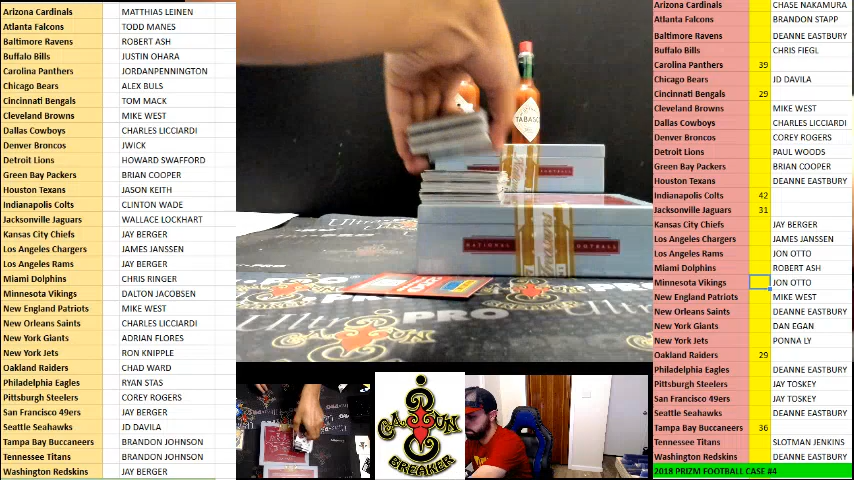 Arizona Cardinals MATTHIAS LEINEN
Atlanta Falcons TODD MANES
Baltimore Ravens ROBERT ASH
Buffalo Bills JUSTIN OHARA
Carolina Panthers JORDANPENNINGTON
Chicago Bears ALEX BULS
Cincinnati Bengals TOM MACK
Cleveland Browns MIKE WEST
Dallas Cowboys CHARLES LICCIARDI
Denver Broncos JWICK
Detroit Lions HOWARD SWAFFORD
Green Bay Packers BRIAN COOPER
Houston Texans JASON KEITH
Indianapolis Colts CLINTON WADE
Jacksonville Jaguars WALLACE LOCKHART
Kansas City Chiefs JAY BERGER
Los Angeles Chargers JAMES JANSSEN
Los Angeles Rams JAY BERGER
Miami Dolphins CHRIS RINGER
Minnesota Vikings DALTON JACOBSEN
New England Patriots MIKE WEST
New Orleans Saints CHARLES LICCIARDI
New York Giants ADRIAN FLORES
New York Jets RON KNIPPLE
Oakland Raiders CHAD WARD
Philadelphia Eagles RYAN STAS
Pittsburgh Steelers COREY ROGERS
San Francisco 49ers JAY BERGER
Seattle Seahawks JD DAVILA
Tampa Bay Buccaneers BRANDON JOHNSON
Tennessee Titans BRANDON JOHNSON
Washington Redskins JAY BERGER
TABASCO
NATIONAL FOOTBALL
PRO
BREAKER
Arizona Cardinals CHASE NAKAMURA
Atlanta Falcons BRANDON STAPP
Baltimore Ravens DEANNE EASTBURY
Buffalo Bills CHRIS FIEGL
Carolina Panthers 39
Chicago Bears JD DAVILA
Cincinnati Bengals 29
Cleveland Browns MIKE WEST
Dallas Cowboys CHARLES LICCIARDI
Denver Broncos COREY ROGERS
Detroit Lions PAUL WOODS
Green Bay Packers BRIAN COOPER
Houston Texans DEANNE EASTBURY
Indianapolis Colts 42
Jacksonville Jaguars 31
Kansas City Chiefs JAY BERGER
Los Angeles Chargers JAMES JANSSEN
Los Angeles Rams JON OTTO
Miami Dolphins ROBERT ASH
Minnesota Vikings JON OTTO
New England Patriots MIKE WEST
New Orleans Saints DEANNE EASTBURY
New York Giants DAN EGAN
New York Jets PONNA LY
Oakland Raiders 29
Philadelphia Eagles DEANNE EASTBURY
Pittsburgh Steelers JAY TOSKEY
San Francisco 49ers JAY TOSKEY
Seattle Seahawks DEANNE EASTBURY
Tampa Bay Buccaneers 36
Tennessee Titans SLOTMAN JENKINS
Washington Redskins DEANNE EASTBURY
2018 PRIZM FOOTBALL CASE #4